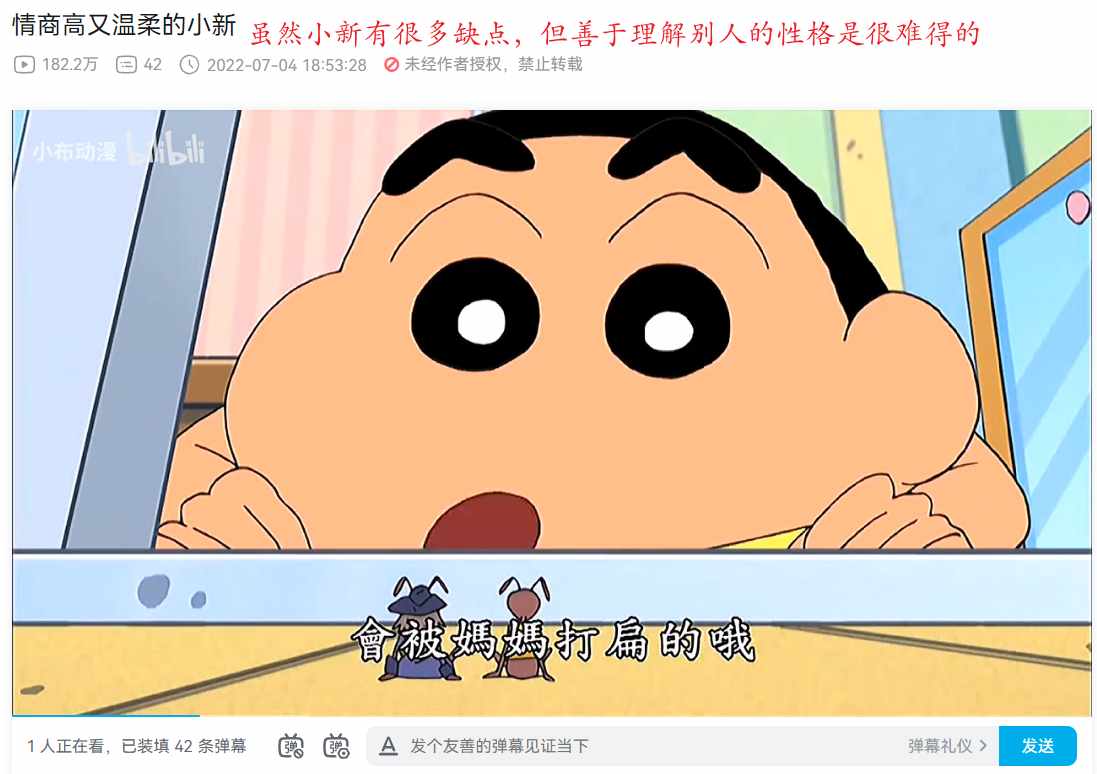 情商高又温柔的小新 虽然小新有很多缺点，但善于理解别人的性格是很难得的
182.2万 42 2022-07-04 18:53:28 未经作者授权，禁止转载
小布动漫 bilibili
會被媽媽打扁的哦
1 人正在看，已装填 42 条弹幕 弹 弹 A 发个友善的弹幕见证当下 弹幕礼仪 > 发送